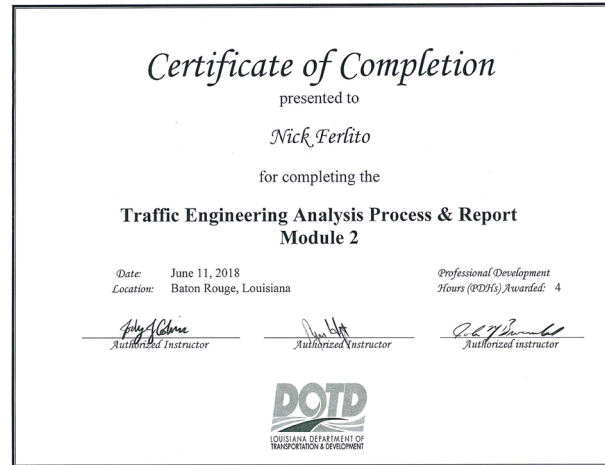 Certificate of Completion
presented to
Nick Ferlito
for completing the
Traffic Engineering Analysis Process & Report
Module 2
Date: June 11, 2018
Location: Baton Rouge, Louisiana
Professional Development
Hours (PDHs) Awarded: 4
Authorized Instructor
Authorized Instructor
Authorized instructor
DOTD
LOUISIANA DEPARTMENT OF
TRANSPORTATION & DEVELOPMENT